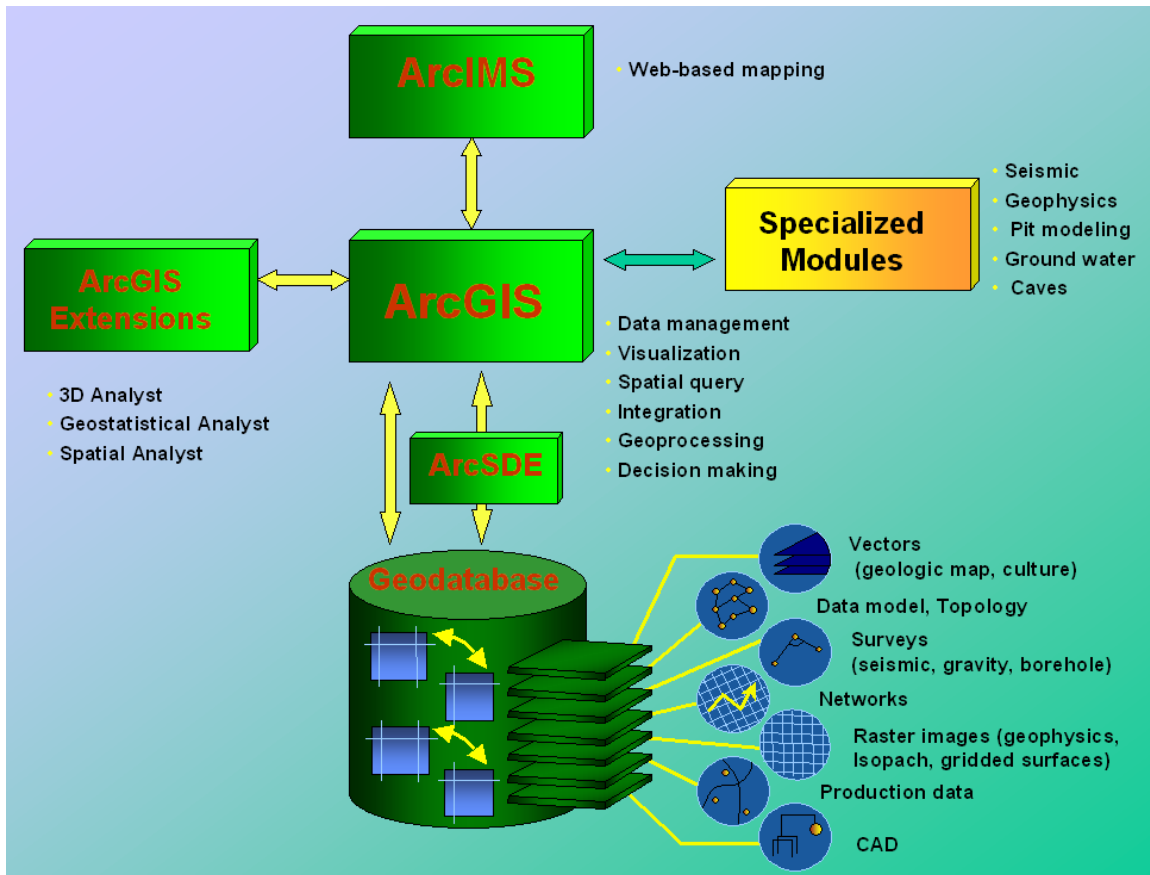 ArcIMS
• Web-based mapping
Specialized
Modules
• Seismic
• Geophysics
• Pit modeling
• Ground water
• Caves
ArcGIS
Extensions
• 3D Analyst
• Geostatistical Analyst
• Spatial Analyst
ArcGIS
• Data management
• Visualization
• Spatial query
• Integration
• Geoprocessing
• Decision making
ArcSDE
Geodatabase
Vectors
(geologic map, culture)
Data model, Topology
Surveys
(seismic, gravity, borehole)
Networks
Raster images (geophysics,
Isopach, gridded surfaces)
Production data
CAD